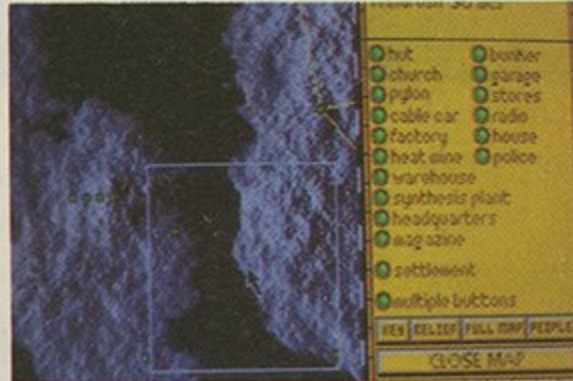 hut bunker
church garage
pylon stores
cable car radio
factory house
heat mine police
warehouse
synthesis plant
headquarters
magazine
settlement
multiple buttons
KEY RELIEF FULL MAP PEOPLE
CLOSE MAP